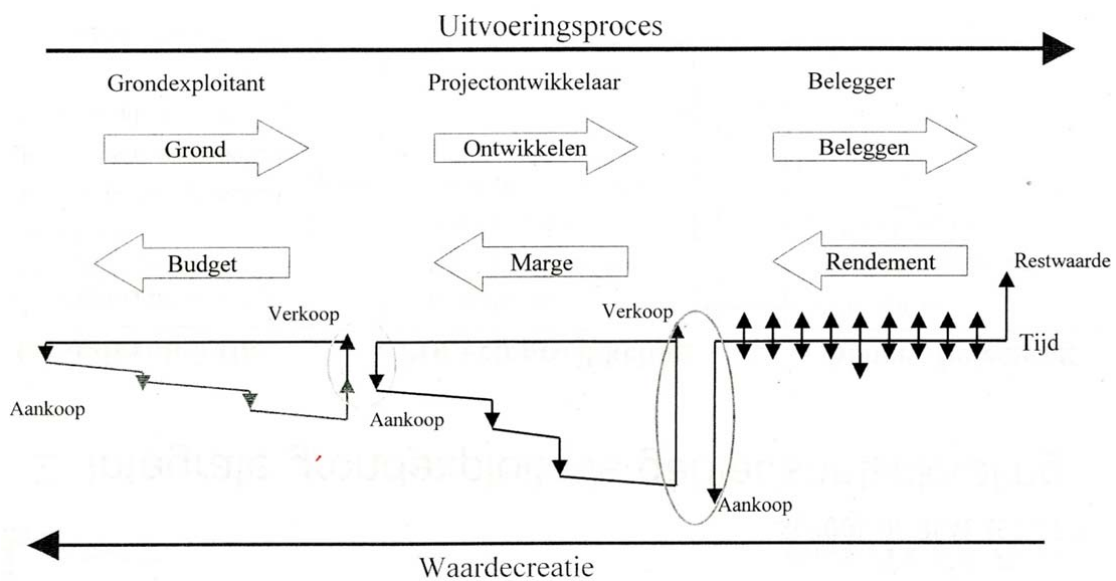 Uitvoeringsproces
Grondexploitant
Projectontwikkelaar
Belegger
Grond
Ontwikkelen
Beleggen
Budget
Marge
Rendement
Restwaarde
Verkoop
Verkoop
Tijd
Aankoop
Aankoop
Aankoop
Waardecreatie